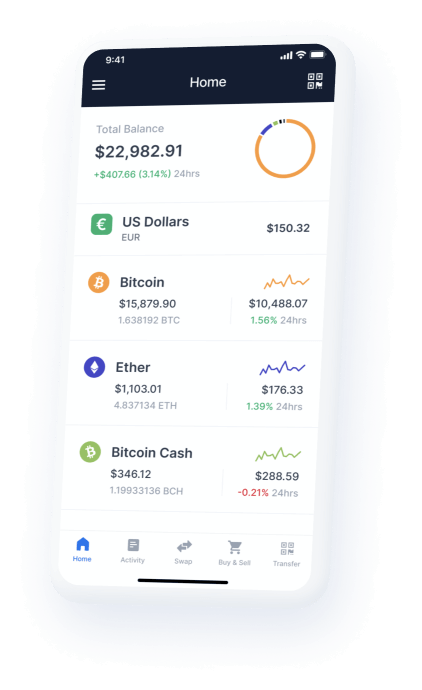 9:41
Home
Total Balance
$22,982.91
+$407.66 (3.14%) 24hrs
US Dollars
EUR
$150.32
Bitcoin
$15,879.90
1.638192 BTC
$10,488.07
1.56% 24hrs
Ether
$1,103.01
4.837134 ETH
$176.33
1.39% 24hrs
Bitcoin Cash
$346.12
1.19933136 BCH
$288.59
-0.21% 24hrs
Home
Activity
Swap
Buy & Sell
Transfer